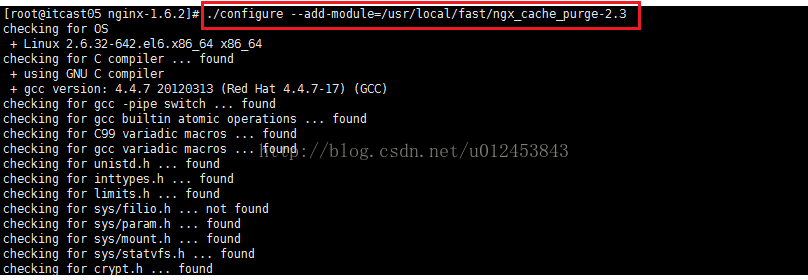 [root@itcast05 nginx-1.6.2]# ./configure --add-module=/usr/local/fast/ngx_cache_purge-2.3
checking for OS
 + Linux 2.6.32-642.el6.x86_64 x86_64
checking for C compiler ... found
 + using GNU C compiler
 + gcc version: 4.4.7 20120313 (Red Hat 4.4.7-17) (GCC)
checking for gcc -pipe switch ... found
checking for gcc builtin atomic operations ... found
checking for C99 variadic macros ... found
checking for gcc variadic macros ... found
http://blog.csdn.net/u012453843
checking for unistd.h ... found
checking for inttypes.h ... found
checking for limits.h ... found
checking for sys/filio.h ... not found
checking for sys/param.h ... found
checking for sys/mount.h ... found
checking for sys/statvfs.h ... found
checking for crypt.h ... found